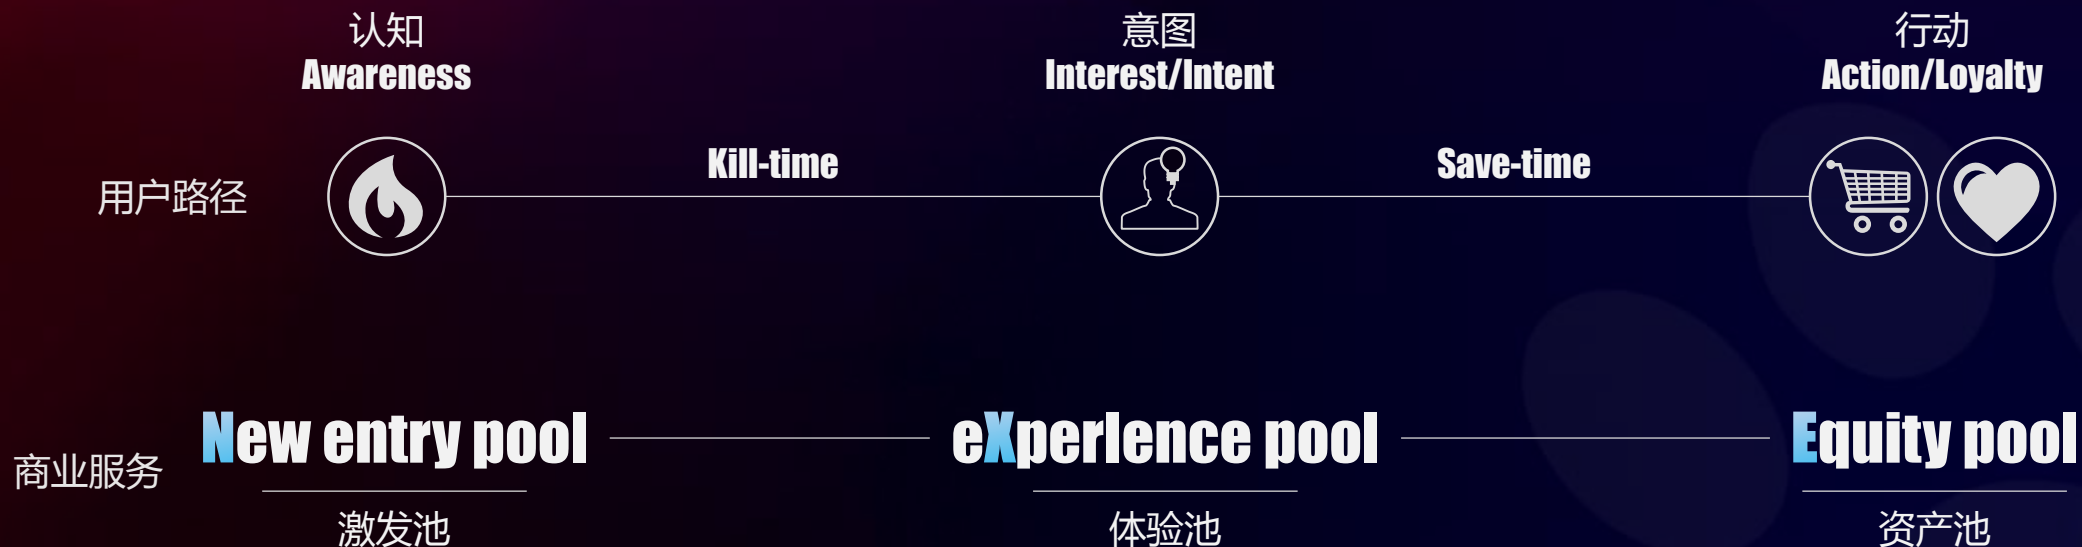 认知
Awareness
意图
Interest/Intent
行动
Action/Loyalty
Kill-time
Save-time
用户路径
New entry pool
eXperIence pool
Equity pool
商业服务
激发池
体验池
资产池